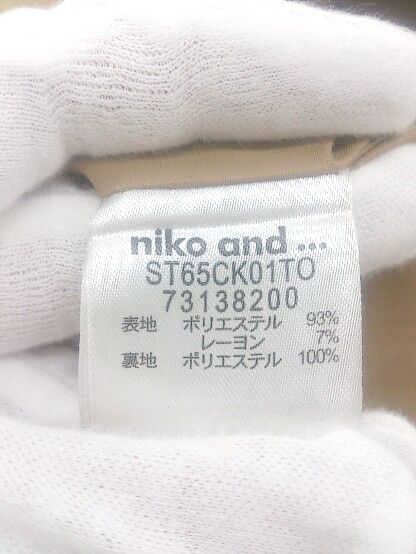 niko and ...
ST65CK01TO
73138200
表地 ポリエステル 93%
レーヨン 7%
裏地 ポリエステル 100%